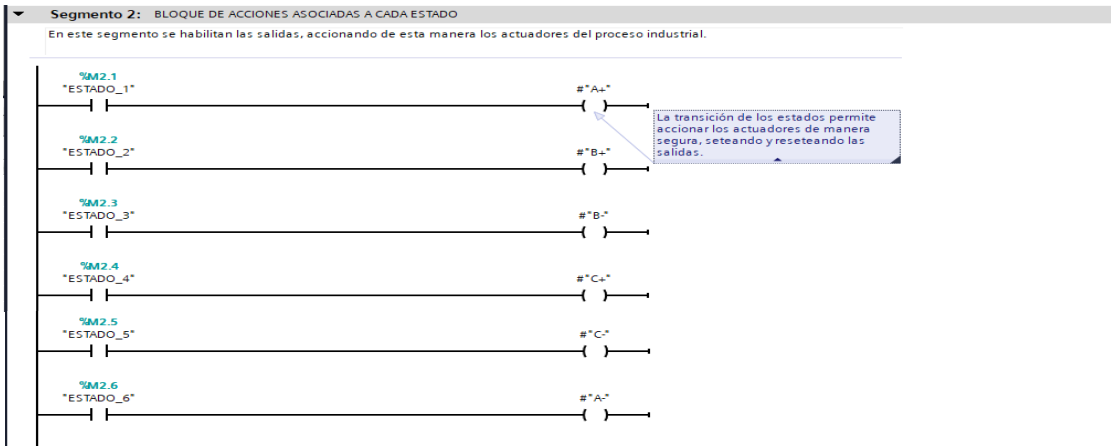 Segmento 2: BLOQUE DE ACCIONES ASOCIADAS A CADA ESTADO
En este segmento se habilitan las salidas, accionando de esta manera los actuadores del proceso industrial.
%M2.1
"ESTADO_1"
#"A+"
La transición de los estados permite
accionar los actuadores de manera
segura, seteando y reseteando las
salidas.
%M2.2
"ESTADO_2"
#"B+"
%M2.3
"ESTADO_3"
#"B-"
%M2.4
"ESTADO_4"
#"C+"
%M2.5
"ESTADO_5"
#"C-"
%M2.6
"ESTADO_6"
#"A-"